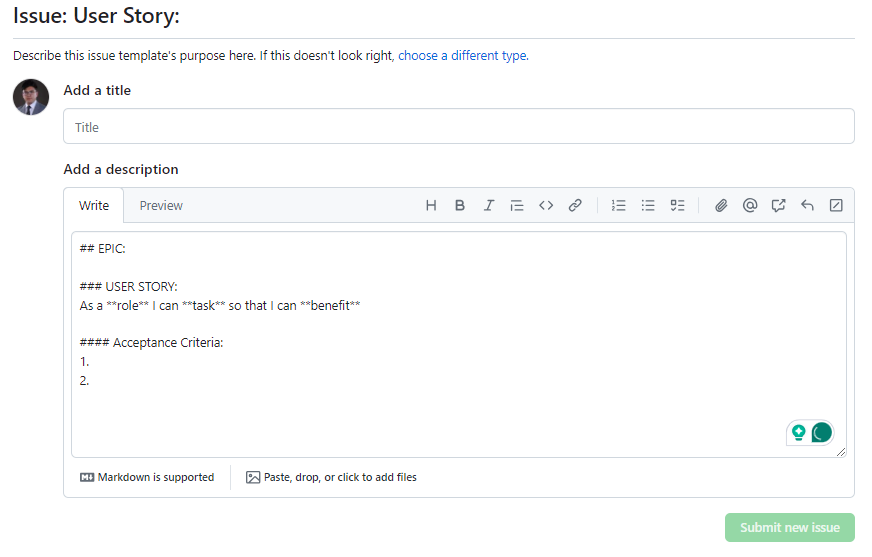 Issue: User Story:
Describe this issue template's purpose here. If this doesn't look right, choose a different type.
Add a title
Title
Add a description
Write Preview
## EPIC:
### USER STORY:
As a **role** I can **task** so that I can **benefit**
#### Acceptance Criteria:
1.
2.
Markdown is supported Paste, drop, or click to add files
Submit new issue